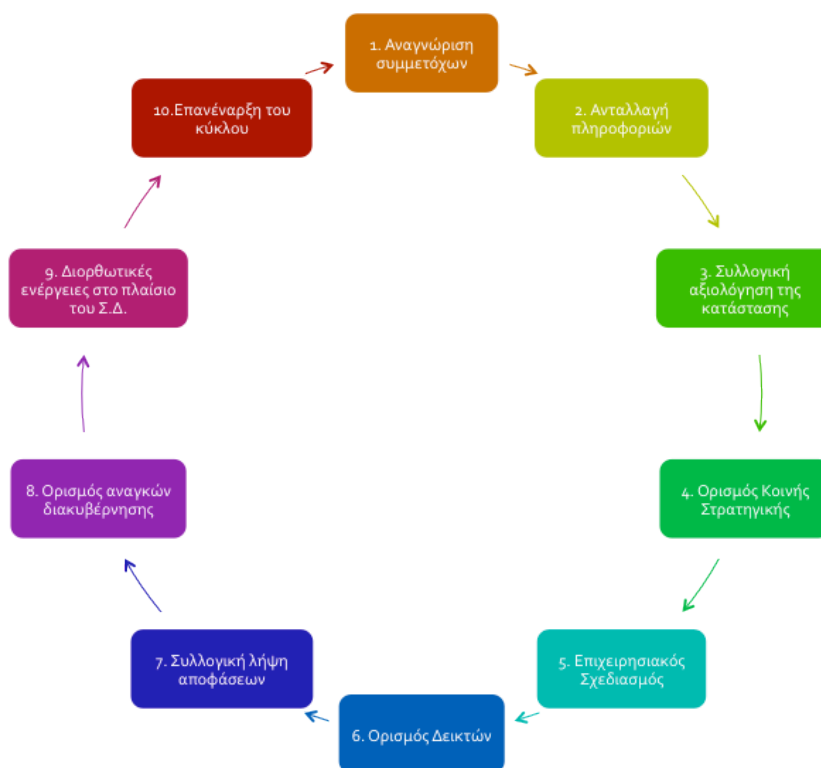 1. Αναγνώριση
συμμετόχων
2. Ανταλλαγή
πληροφοριών
3. Συλλογική
αξιολόγηση της
κατάστασης
4. Ορισμός Κοινής
Στρατηγικής
5. Επιχειρησιακός
Σχεδιασμός
6. Ορισμός Δεικτών
7. Συλλογική λήψη
αποφάσεων
8. Ορισμός αναγκών
διακυβέρνησης
9. Διορθωτικές
ενέργειες στο πλαίσιο
του Σ.Δ.
10.Επανέναρξη του
κύκλου